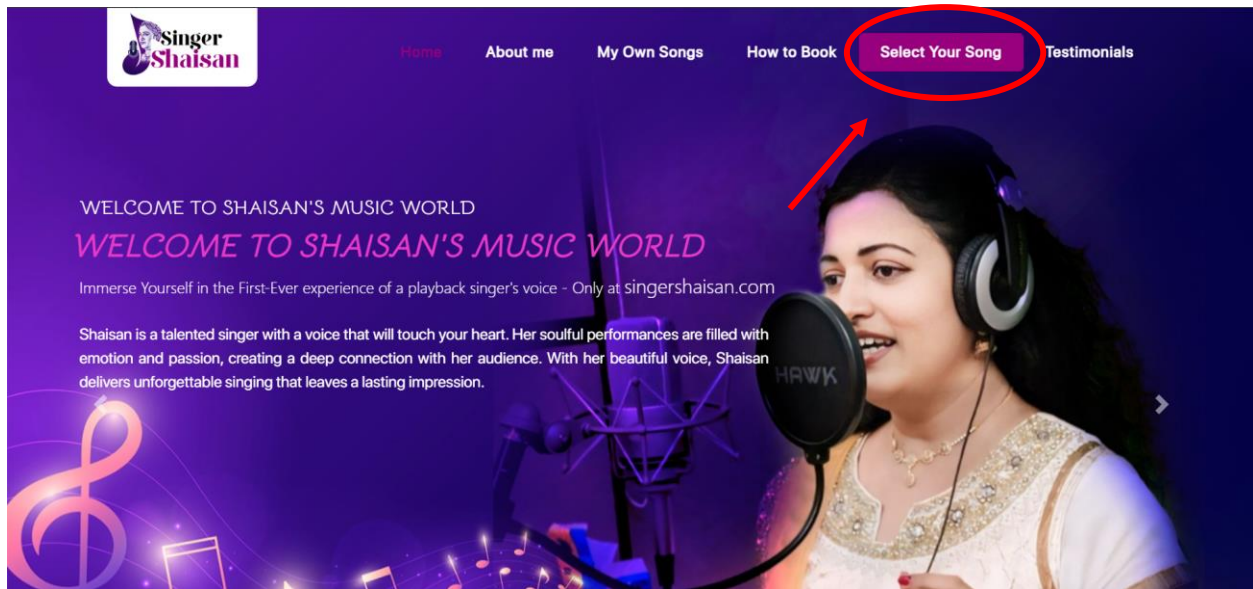 Singer
Shaisan
Home About me My Own Songs How to Book Select Your Song Testimonials
WELCOME TO SHAISAN'S MUSIC WORLD
WELCOME TO SHAISAN'S MUSIC WORLD
Immerse Yourself in the First-Ever experience of a playback singer's voice - Only at singershaisan.com
Shaisan is a talented singer with a voice that will touch your heart. Her soulful performances are filled with
emotion and passion, creating a deep connection with her audience. With her beautiful voice, Shaisan
delivers unforgettable singing that leaves a lasting impression.
HAWK